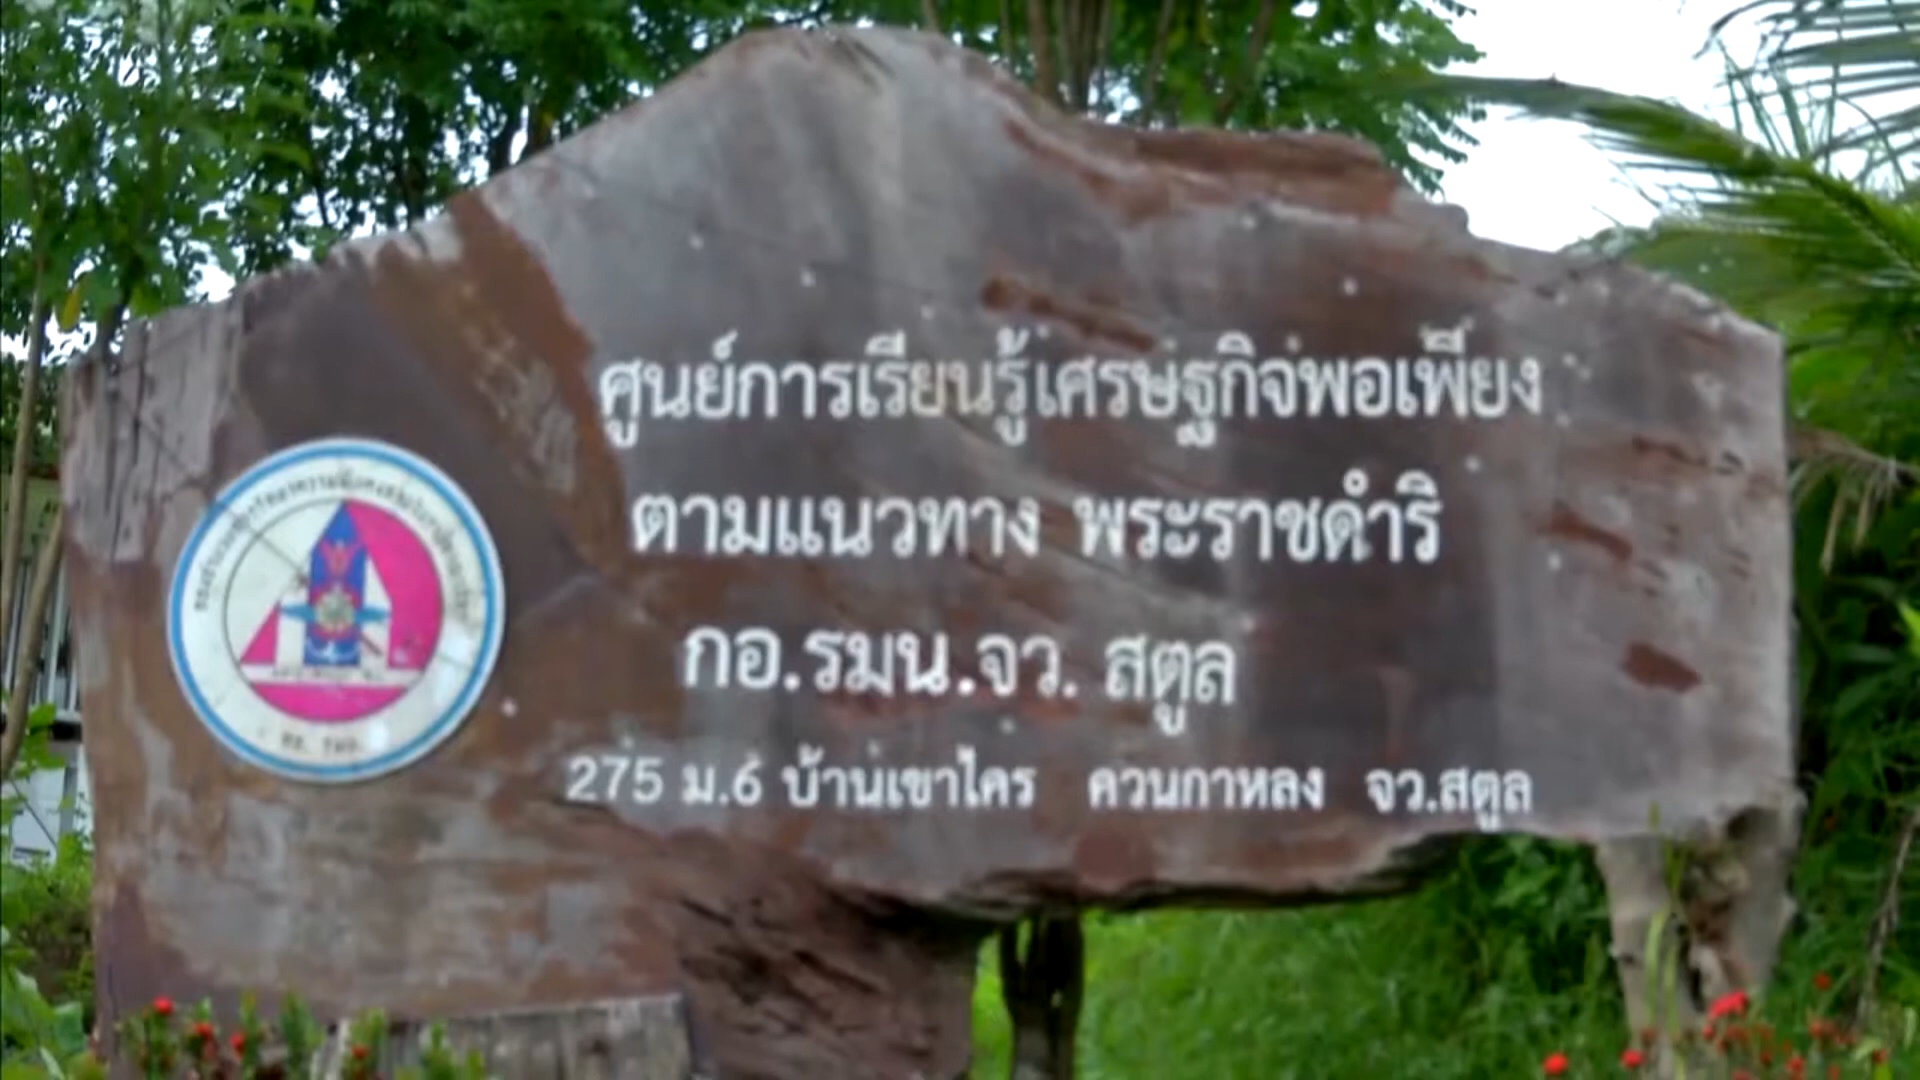 ศูนย์การเรียนรู้เศรษฐกิจพอเพียง
ตามแนวทาง พระราชดำริ
กอ.รมน.จว. สตูล
275 ม.6 บ้านเขาไคร ควนกาหลง จว.สตูล